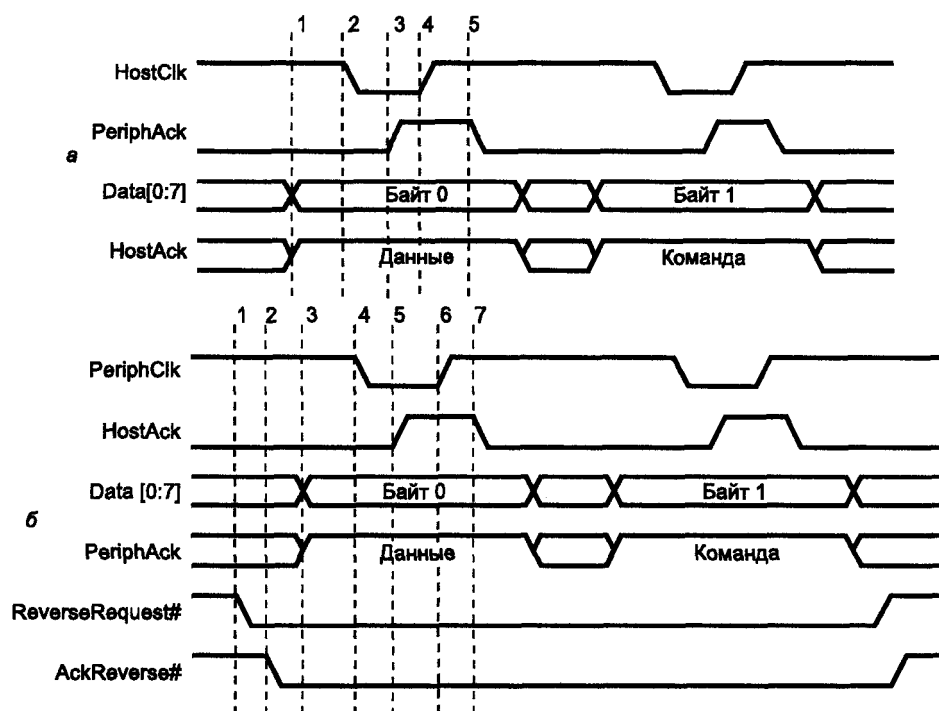 1 2 3 4 5
HostClk
PeriphAck
а
Data[0:7] Байт 0 Байт 1
HostAck Данные Команда
1 2 3 4 5 6 7
PeriphClk
HostAck
Data [0:7] Байт 0 Байт 1
б
PeriphAck Данные Команда
ReverseRequest#
AckReverse#